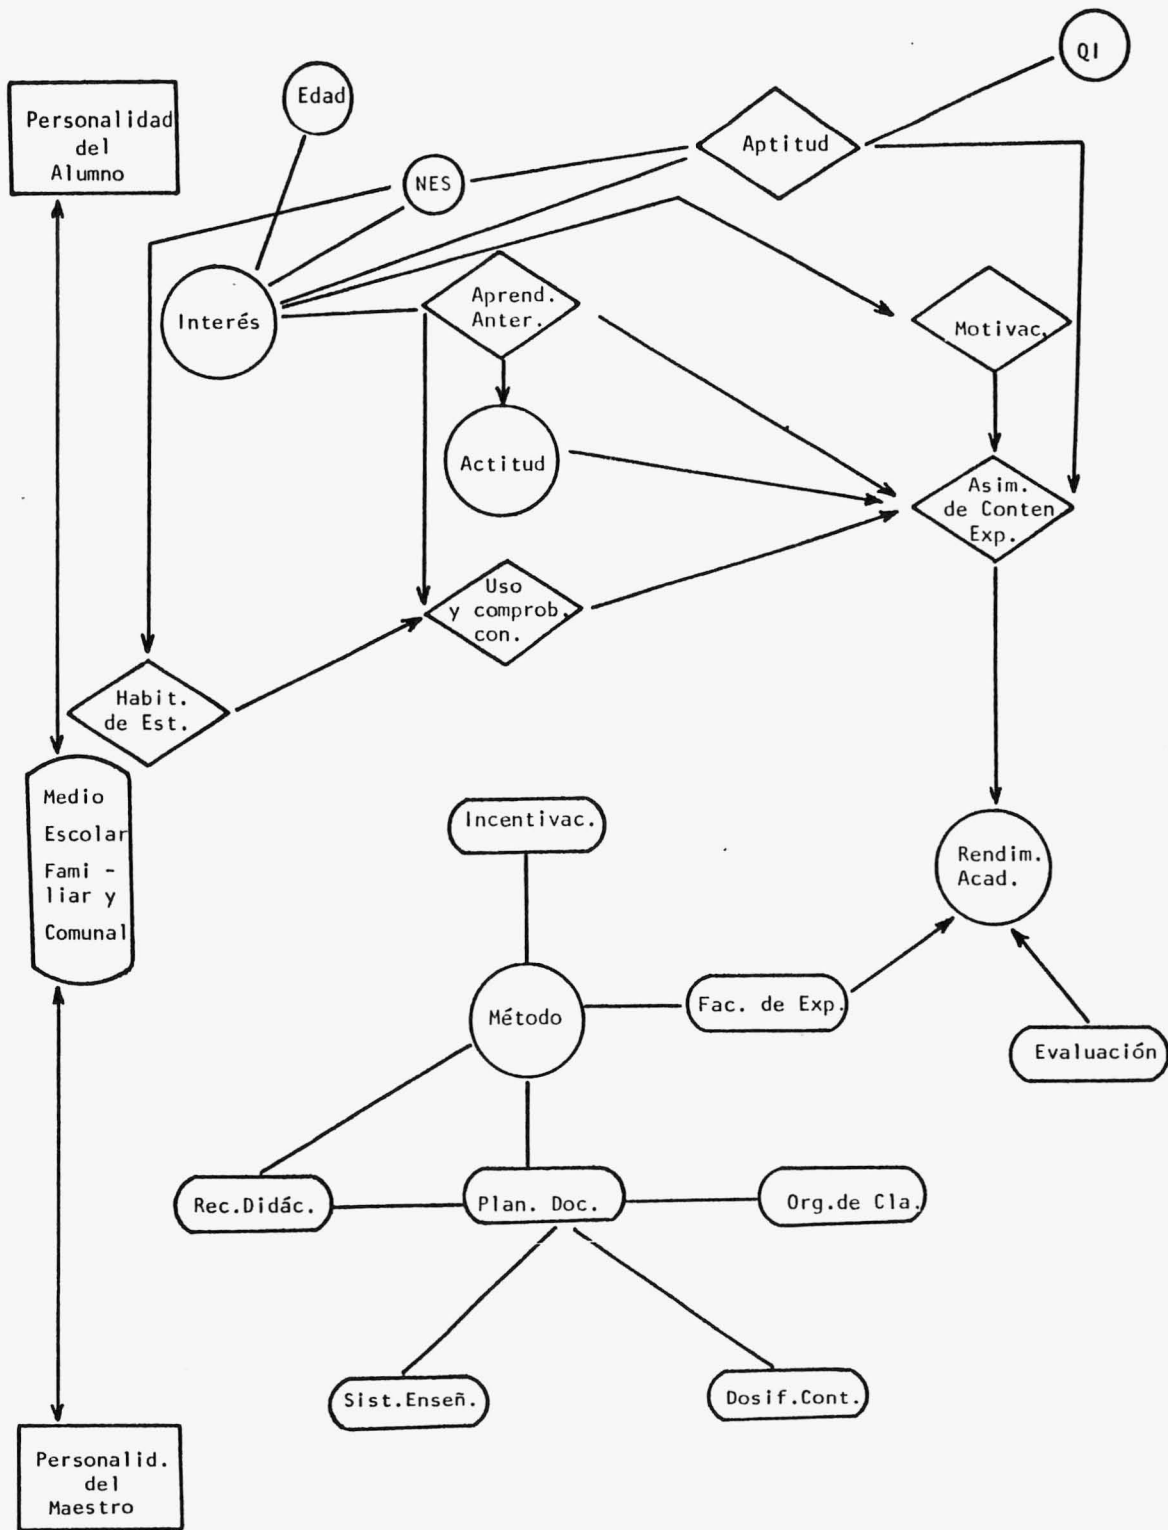 QI
Edad
Personalidad
del
Alumno
Aptitud
NES
Interés
Aprend.
Anter.
Motivac.
Actitud
Asim.
de Conten
Exp.
Uso
y comprob.
con.
Habit.
de Est.
Medio
Escolar
Fami -
liar y
Comunal
Incentivac.
Rendim.
Acad.
Método
Fac. de Exp.
Evaluación
Rec.Didác.
Plan. Doc.
Org.de Cla.
Sist.Enseñ.
Dosif.Cont.
Personalid.
del
Maestro